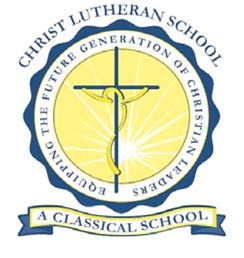 CHRIST LUTHERAN SCHOOL
EQUIPPING THE FUTURE GENERATION OF CHRISTIAN LEADERS
A CLASSICAL SCHOOL